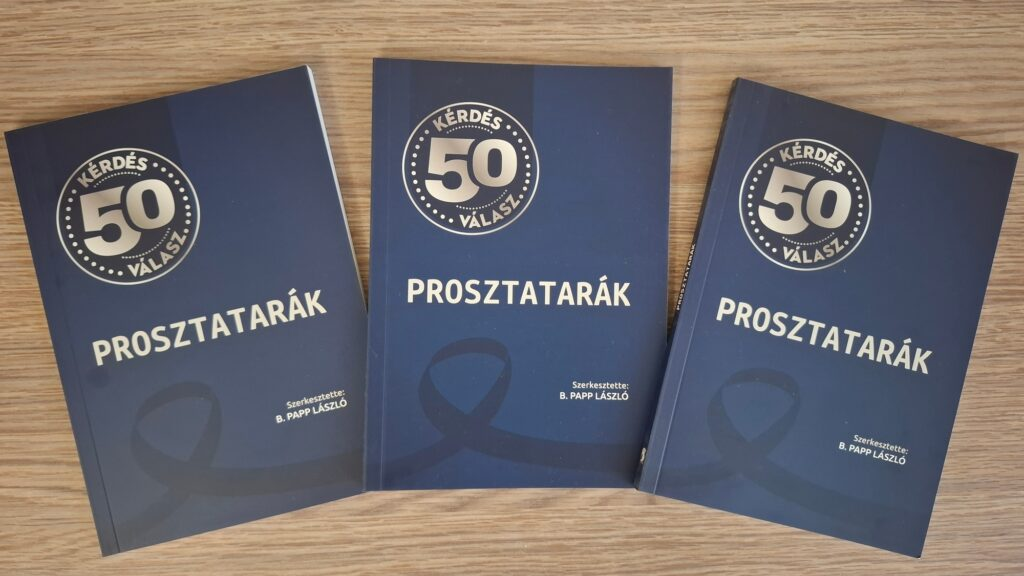 KÉRDÉS
50
VÁLASZ
PROSZTATARÁK
Szerkesztette:
B. PAPP LÁSZLÓ
KÉRDÉS
50
VÁLASZ
PROSZTATARÁK
Szerkesztette:
B. PAPP LÁSZLÓ
KÉRDÉS
50
VÁLASZ
PROSZTATARÁK
Szerkesztette:
B. PAPP LÁSZLÓ
PROSZTATARÁK